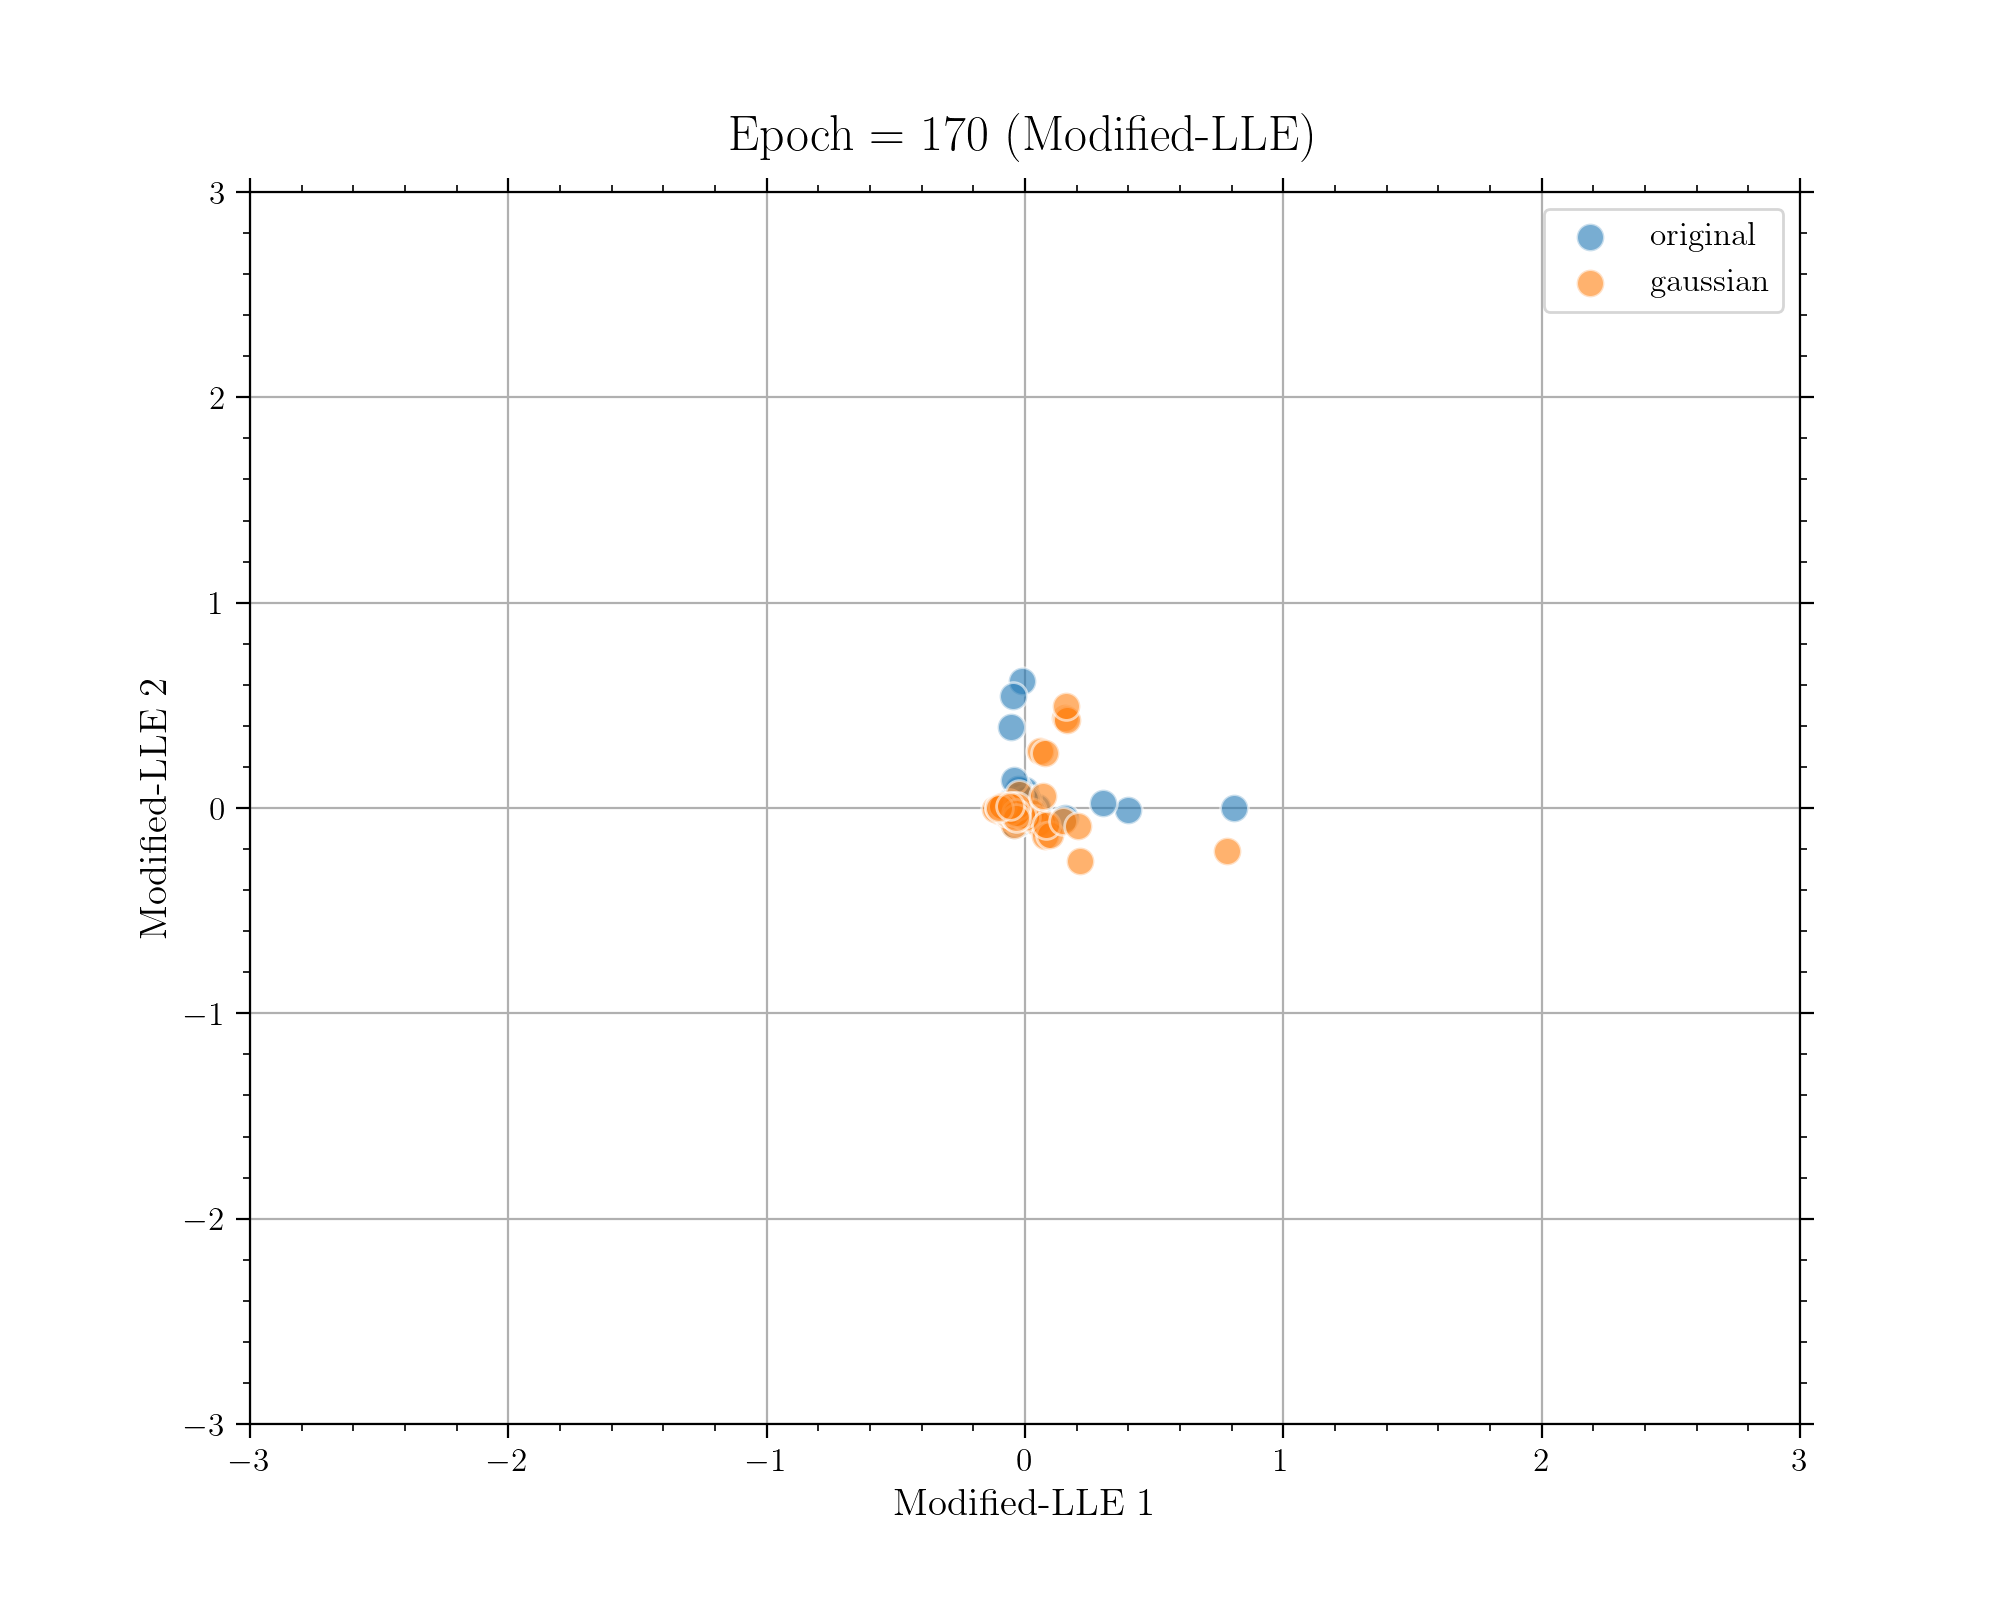 Epoch = 170 (Modified-LLE)
3
2
1
0
−1
−2
−3
−3 −2 −1 0 1 2 3
Modified-LLE 1
Modified-LLE 2
original
gaussian